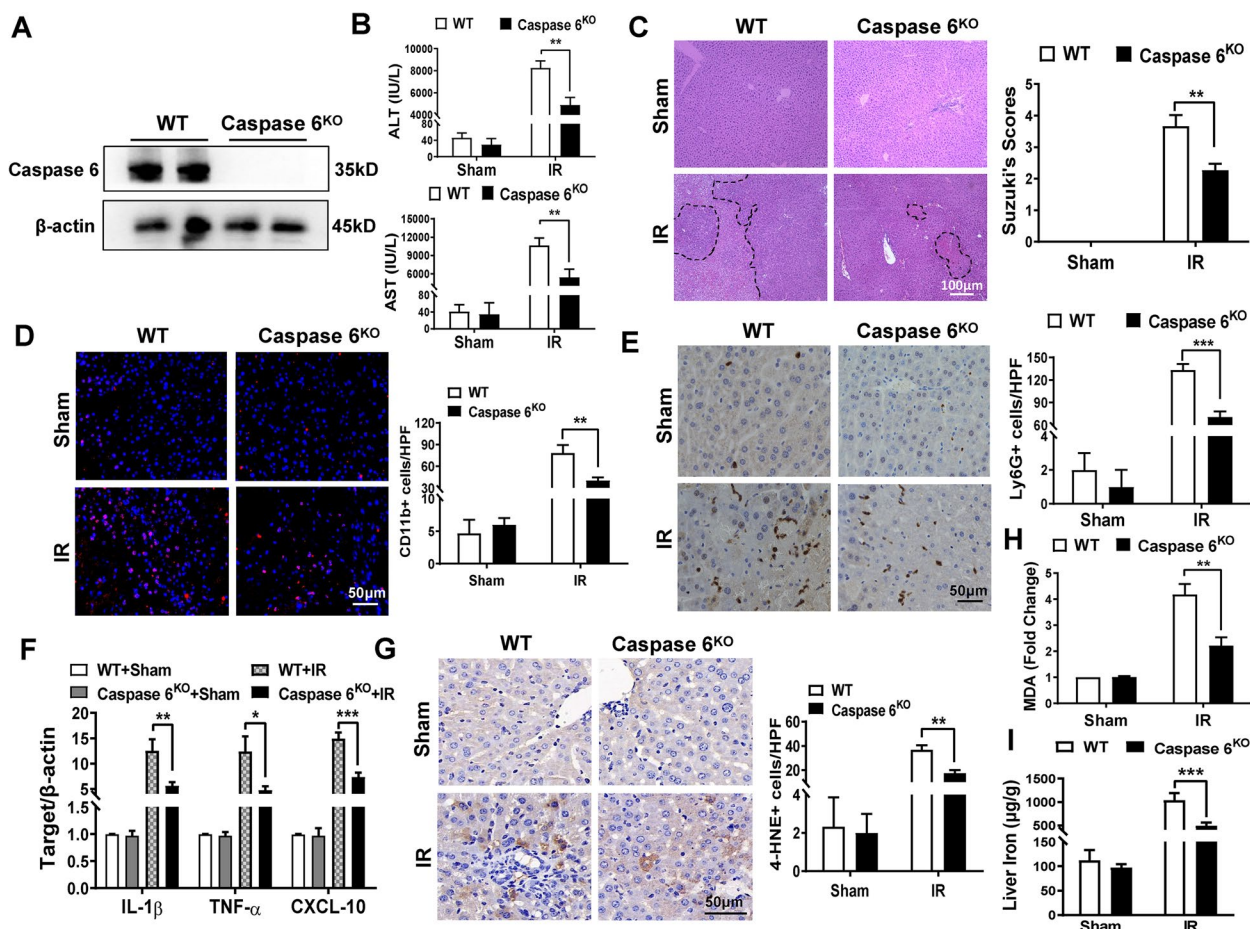 A
WT Caspase 6KO
Caspase 6 35kD
β-actin 45kD
B
WT Caspase 6KO
ALT (IU/L)
10000
8000
6000
4000
80
40
0
Sham IR
**
WT Caspase 6KO
AST (IU/L)
15000
12000
9000
6000
3000
80
40
0
Sham IR
**
C
WT Caspase 6KO
Sham
IR
100μm
WT Caspase 6KO
Suzuki's Scores
5
4
3
2
1
0
Sham IR
**
D
WT Caspase 6KO
Sham
IR
50μm
WT
Caspase 6KO
CD11b+ cells/HPF
120
90
60
30
10
5
0
Sham IR
**
E
WT Caspase 6KO
Sham
IR
50μm
WT Caspase 6KO
Ly6G+ cells/HPF
150
120
90
60
4
2
0
Sham IR
***
F
WT+Sham WT+IR
Caspase 6KO+Sham Caspase 6KO+IR
Target/β-actin
20
15
10
5
1.5
1.0
0.5
0.0
** * ***
IL-1β TNF-α CXCL-10
G
WT Caspase 6KO
Sham
IR
50μm
WT
Caspase 6KO
4-HNE+ cells/HPF
60
40
20
4
2
0
Sham IR
**
H
WT Caspase 6KO
MDA (Fold Change)
5
4
3
2
1
0
Sham IR
**
I
WT Caspase 6KO
Liver Iron (μg/g)
1500
1000
500
150
100
50
0
Sham IR
***